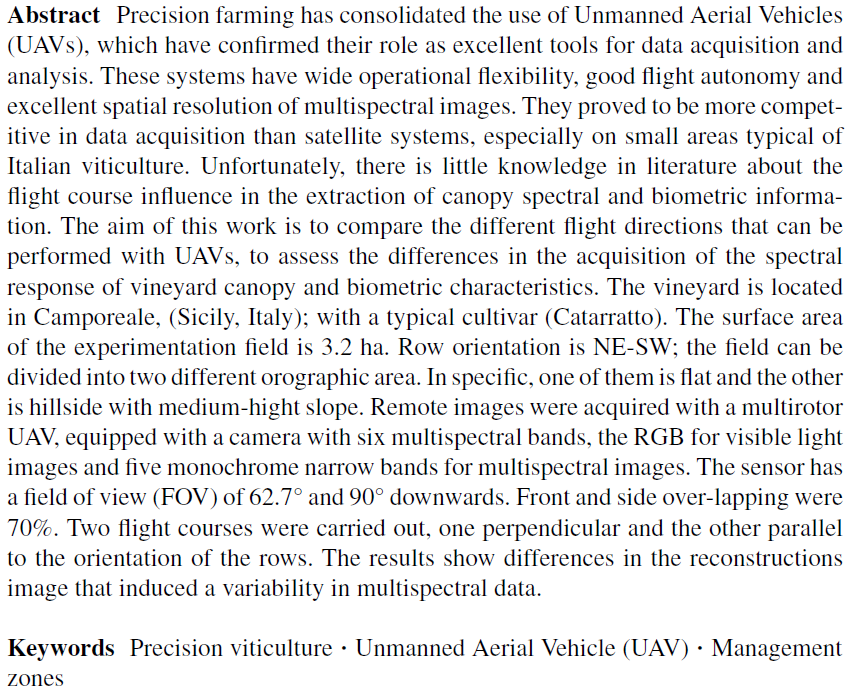 Abstract Precision farming has consolidated the use of Unmanned Aerial Vehicles
(UAVs), which have confirmed their role as excellent tools for data acquisition and
analysis. These systems have wide operational flexibility, good flight autonomy and
excellent spatial resolution of multispectral images. They proved to be more compet-
itive in data acquisition than satellite systems, especially on small areas typical of
Italian viticulture. Unfortunately, there is little knowledge in literature about the
flight course influence in the extraction of canopy spectral and biometric informa-
tion. The aim of this work is to compare the different flight directions that can be
performed with UAVs, to assess the differences in the acquisition of the spectral
response of vineyard canopy and biometric characteristics. The vineyard is located
in Camporeale, (Sicily, Italy); with a typical cultivar (Catarratto). The surface area
of the experimentation field is 3.2 ha. Row orientation is NE-SW; the field can be
divided into two different orographic area. In specific, one of them is flat and the other
is hillside with medium-hight slope. Remote images were acquired with a multirotor
UAV, equipped with a camera with six multispectral bands, the RGB for visible light
images and five monochrome narrow bands for multispectral images. The sensor has
a field of view (FOV) of 62.7° and 90° downwards. Front and side over-lapping were
70%. Two flight courses were carried out, one perpendicular and the other parallel
to the orientation of the rows. The results show differences in the reconstructions
image that induced a variability in multispectral data.
Keywords Precision viticulture · Unmanned Aerial Vehicle (UAV) · Management
zones